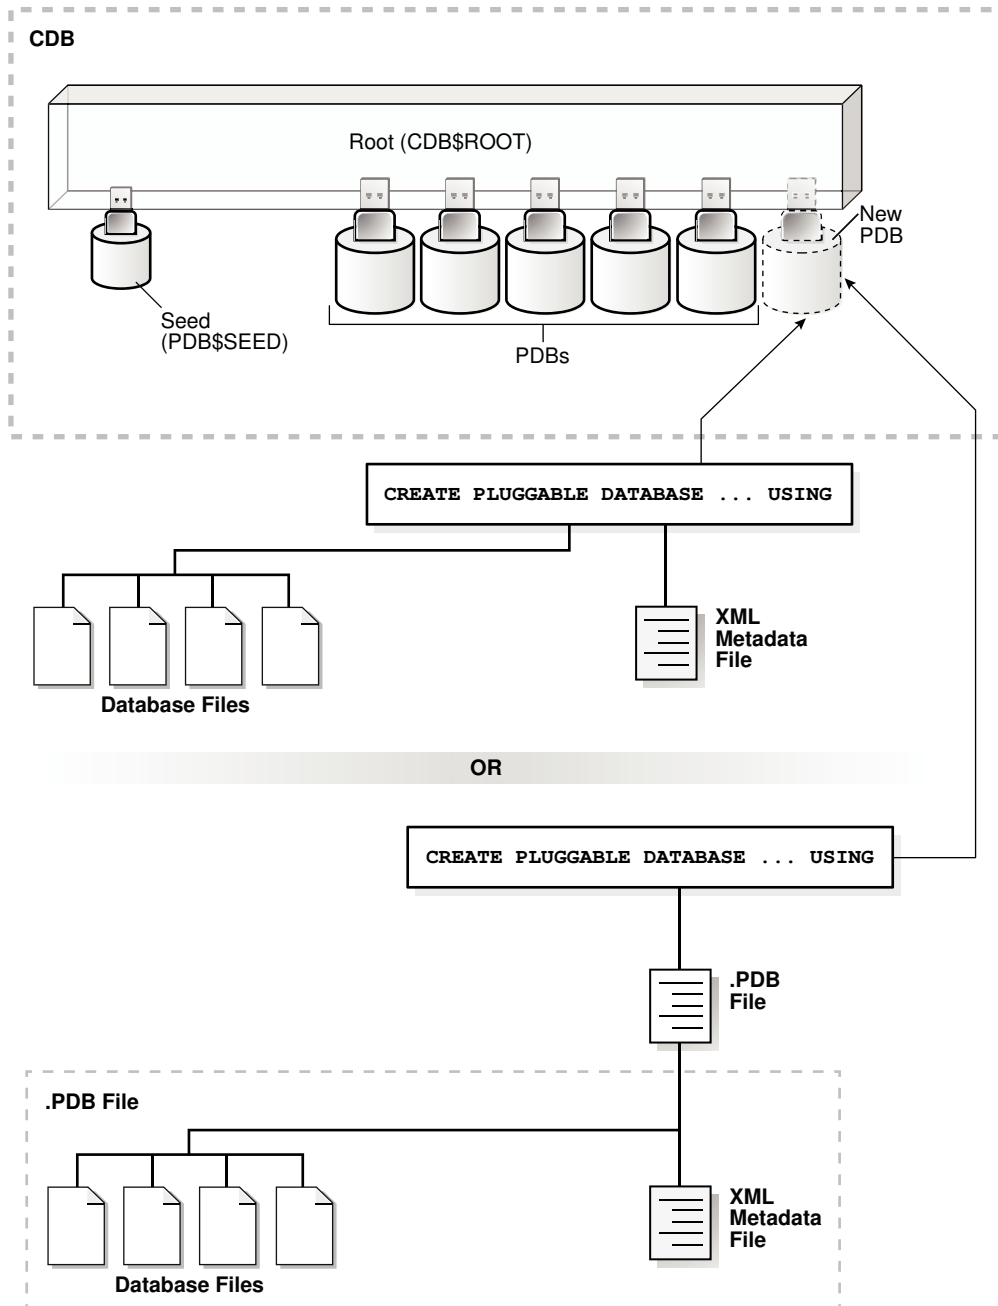 CDB
Root (CDB$ROOT)
New
PDB
Seed
(PDB$SEED)
PDBs
CREATE PLUGGABLE DATABASE ... USING
XML
Metadata
File
Database Files
OR
CREATE PLUGGABLE DATABASE ... USING
.PDB
File
.PDB File
XML
Metadata
File
Database Files